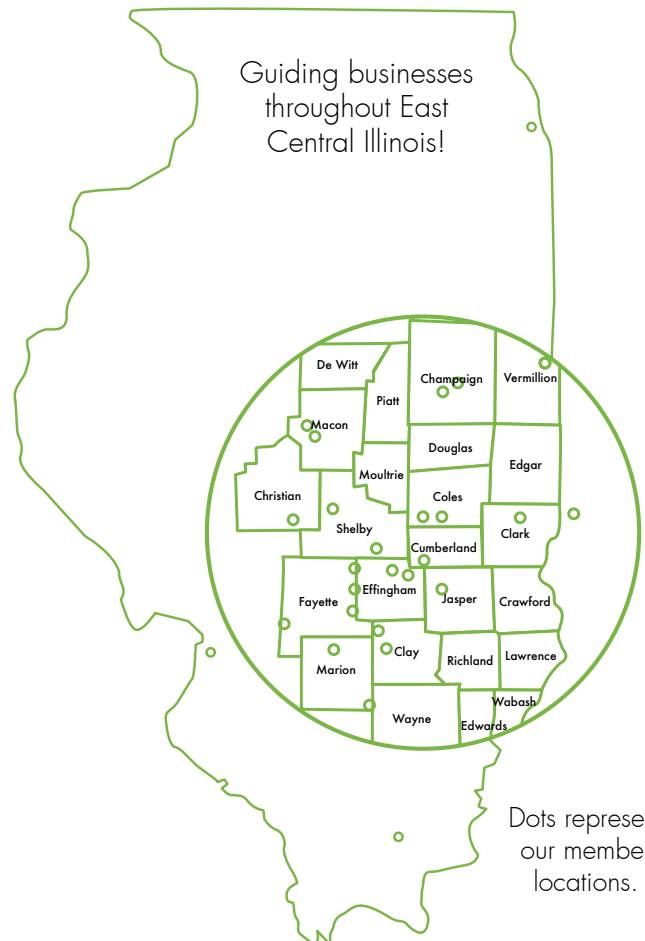 Guiding businesses
throughout East
Central Illinois!
De Witt
Champaign
Vermillion
Piatt
Macon
Douglas
Edgar
Moultrie
Christian
Coles
Shelby
Clark
Cumberland
Effingham
Fayette
Jasper
Crawford
Clay
Richland
Lawrence
Marion
Wabash
Wayne
Edwards
Dots represe
our membe
locations.